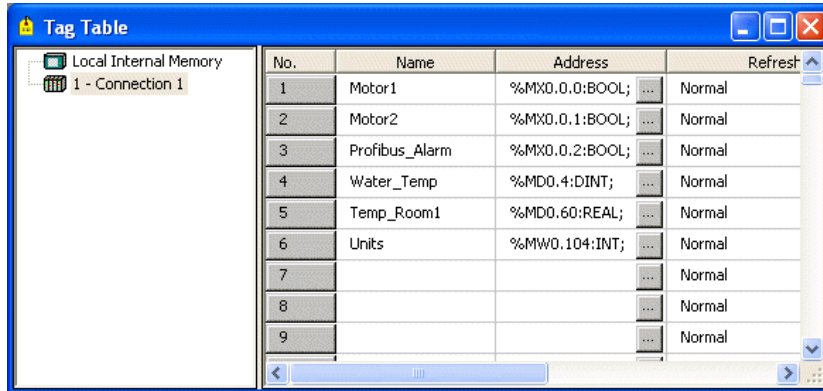 Tag Table
Local Internal Memory
1 - Connection 1
No. Name Address Refresh
1 Motor1 %MX0.0.0:BOOL; ... Normal
2 Motor2 %MX0.0.1:BOOL; ... Normal
3 Profibus_Alarm %MX0.0.2:BOOL; ... Normal
4 Water_Temp %MD0.4:DINT; ... Normal
5 Temp_Room1 %MD0.60:REAL; ... Normal
6 Units %MW0.104:INT; ... Normal
7 ... Normal
8 ... Normal
9 ... Normal